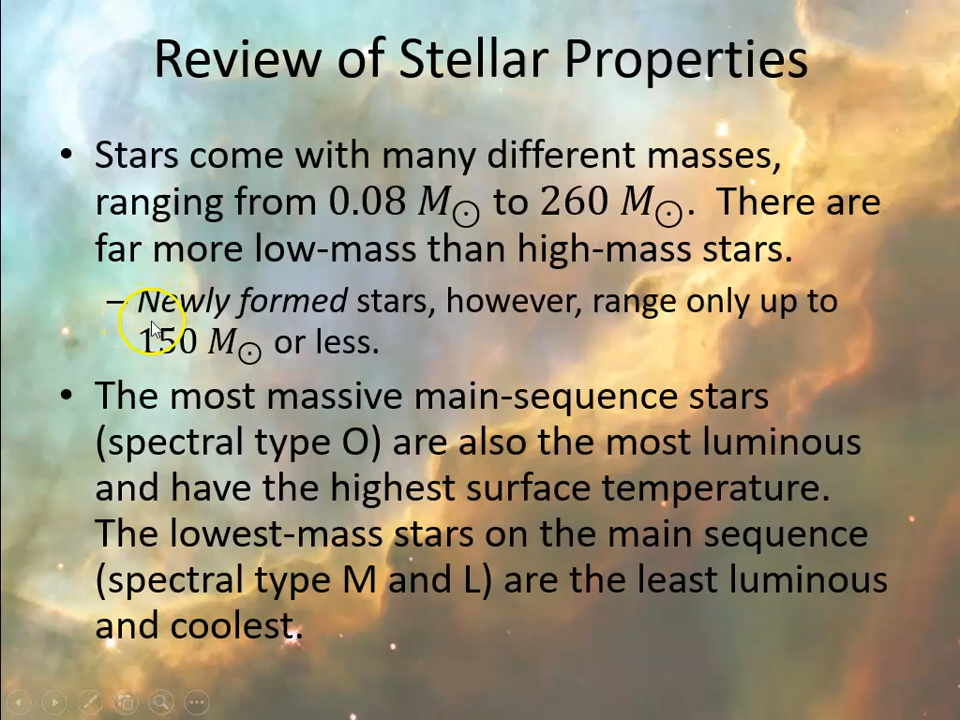 Review of Stellar Properties
• Stars come with many different masses,
ranging from 0.08 M☉ to 260 M☉. There are
far more low-mass than high-mass stars.
– Newly formed stars, however, range only up to
150 M☉ or less.
• The most massive main-sequence stars
(spectral type O) are also the most luminous
and have the highest surface temperature.
The lowest-mass stars on the main sequence
(spectral type M and L) are the least luminous
and coolest.